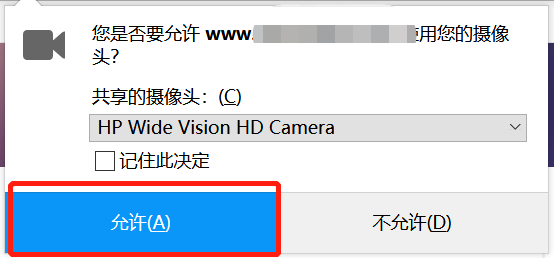 您是否要允许 www. 使用您的摄像
头?
共享的摄像头：(C)
HP Wide Vision HD Camera
记住此决定
允许(A)
不允许(D)